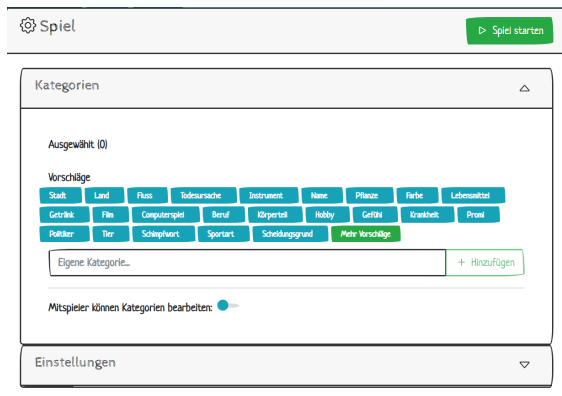 Spiel
Spiel starten
Kategorien
Ausgewählt (0)
Vorschläge
Stadt Land Fluss Todesursache Instrument Name Pflanze Farbe Lebensmittel
Getränk Film Computerspiel Beruf Körperteil Hobby Gefühl Krankheit Promi
Politiker Tier Schimpfwort Sportart Scheidungsgrund Mehr Vorschläge
Eigene Kategorie... + Hinzufügen
Mitspieler können Kategorien bearbeiten:
Einstellungen